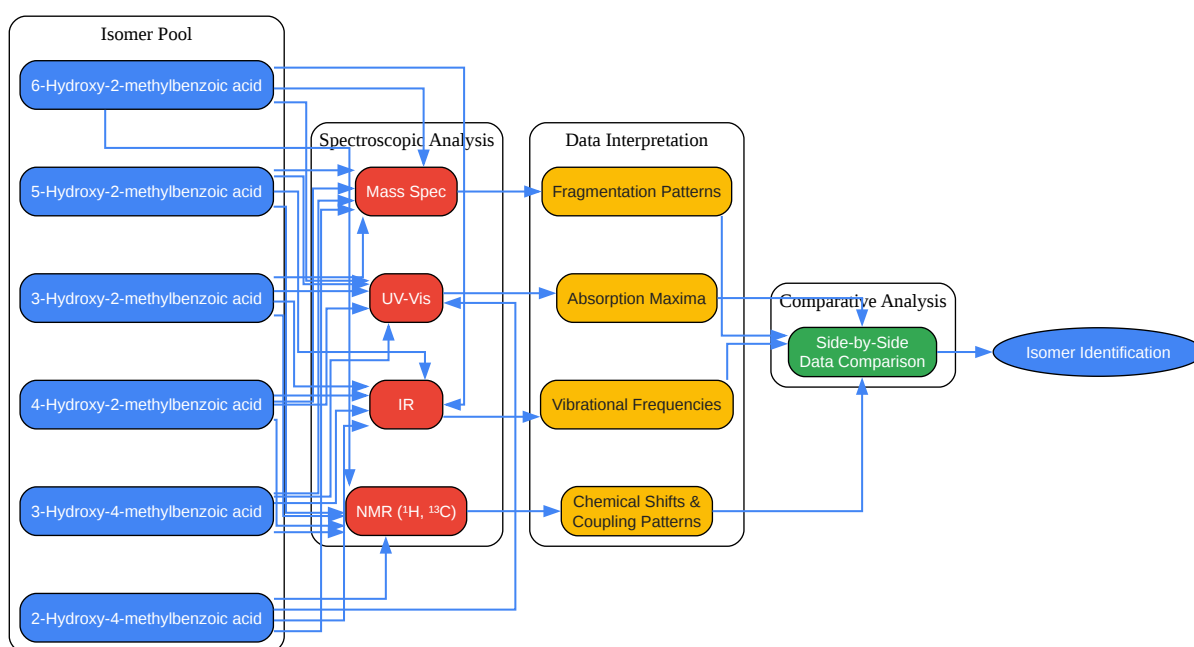 Isomer Pool
6-Hydroxy-2-methylbenzoic acid
5-Hydroxy-2-methylbenzoic acid
3-Hydroxy-2-methylbenzoic acid
4-Hydroxy-2-methylbenzoic acid
3-Hydroxy-4-methylbenzoic acid
2-Hydroxy-4-methylbenzoic acid
Spectroscopic Analysis
Mass Spec
UV-Vis
IR
NMR (¹H, ¹³C)
Data Interpretation
Fragmentation Patterns
Absorption Maxima
Vibrational Frequencies
Chemical Shifts &
Coupling Patterns
Comparative Analysis
Side-by-Side
Data Comparison
Isomer Identification